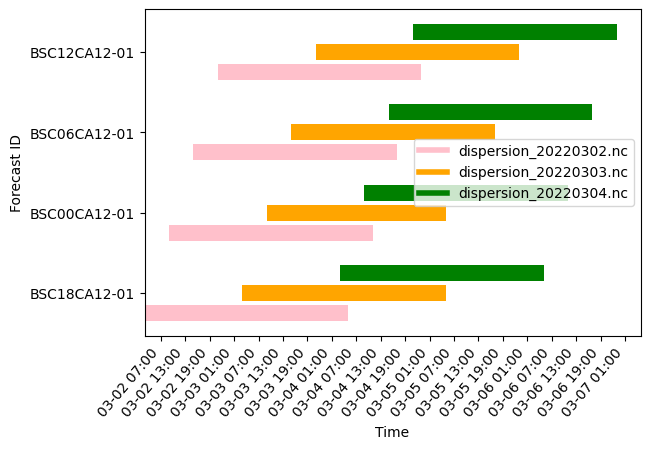 BSC12CA12-01
BSC06CA12-01
BSC00CA12-01
BSC18CA12-01
Forecast ID
dispersion_20220302.nc
dispersion_20220303.nc
dispersion_20220304.nc
03-02 07:00
03-02 13:00
03-02 19:00
03-03 01:00
03-03 07:00
03-03 13:00
03-03 19:00
03-04 01:00
03-04 07:00
03-04 13:00
03-04 19:00
03-05 01:00
03-05 07:00
03-05 13:00
03-05 19:00
03-06 01:00
03-06 07:00
03-06 13:00
03-06 19:00
03-07 01:00
Time